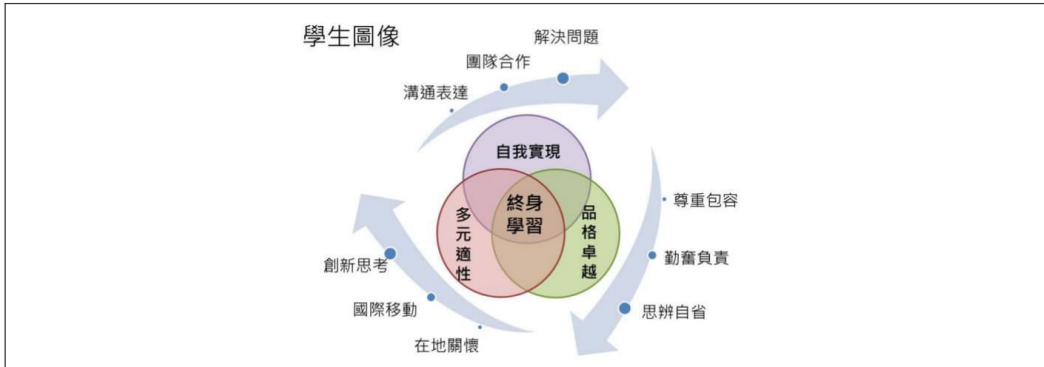 學生圖像
解決問題
團隊合作
溝通表達
自我實現
終身
學習
多元適性
品格卓越
尊重包容
勤奮負責
思辨自省
創新思考
國際移動
在地關懷